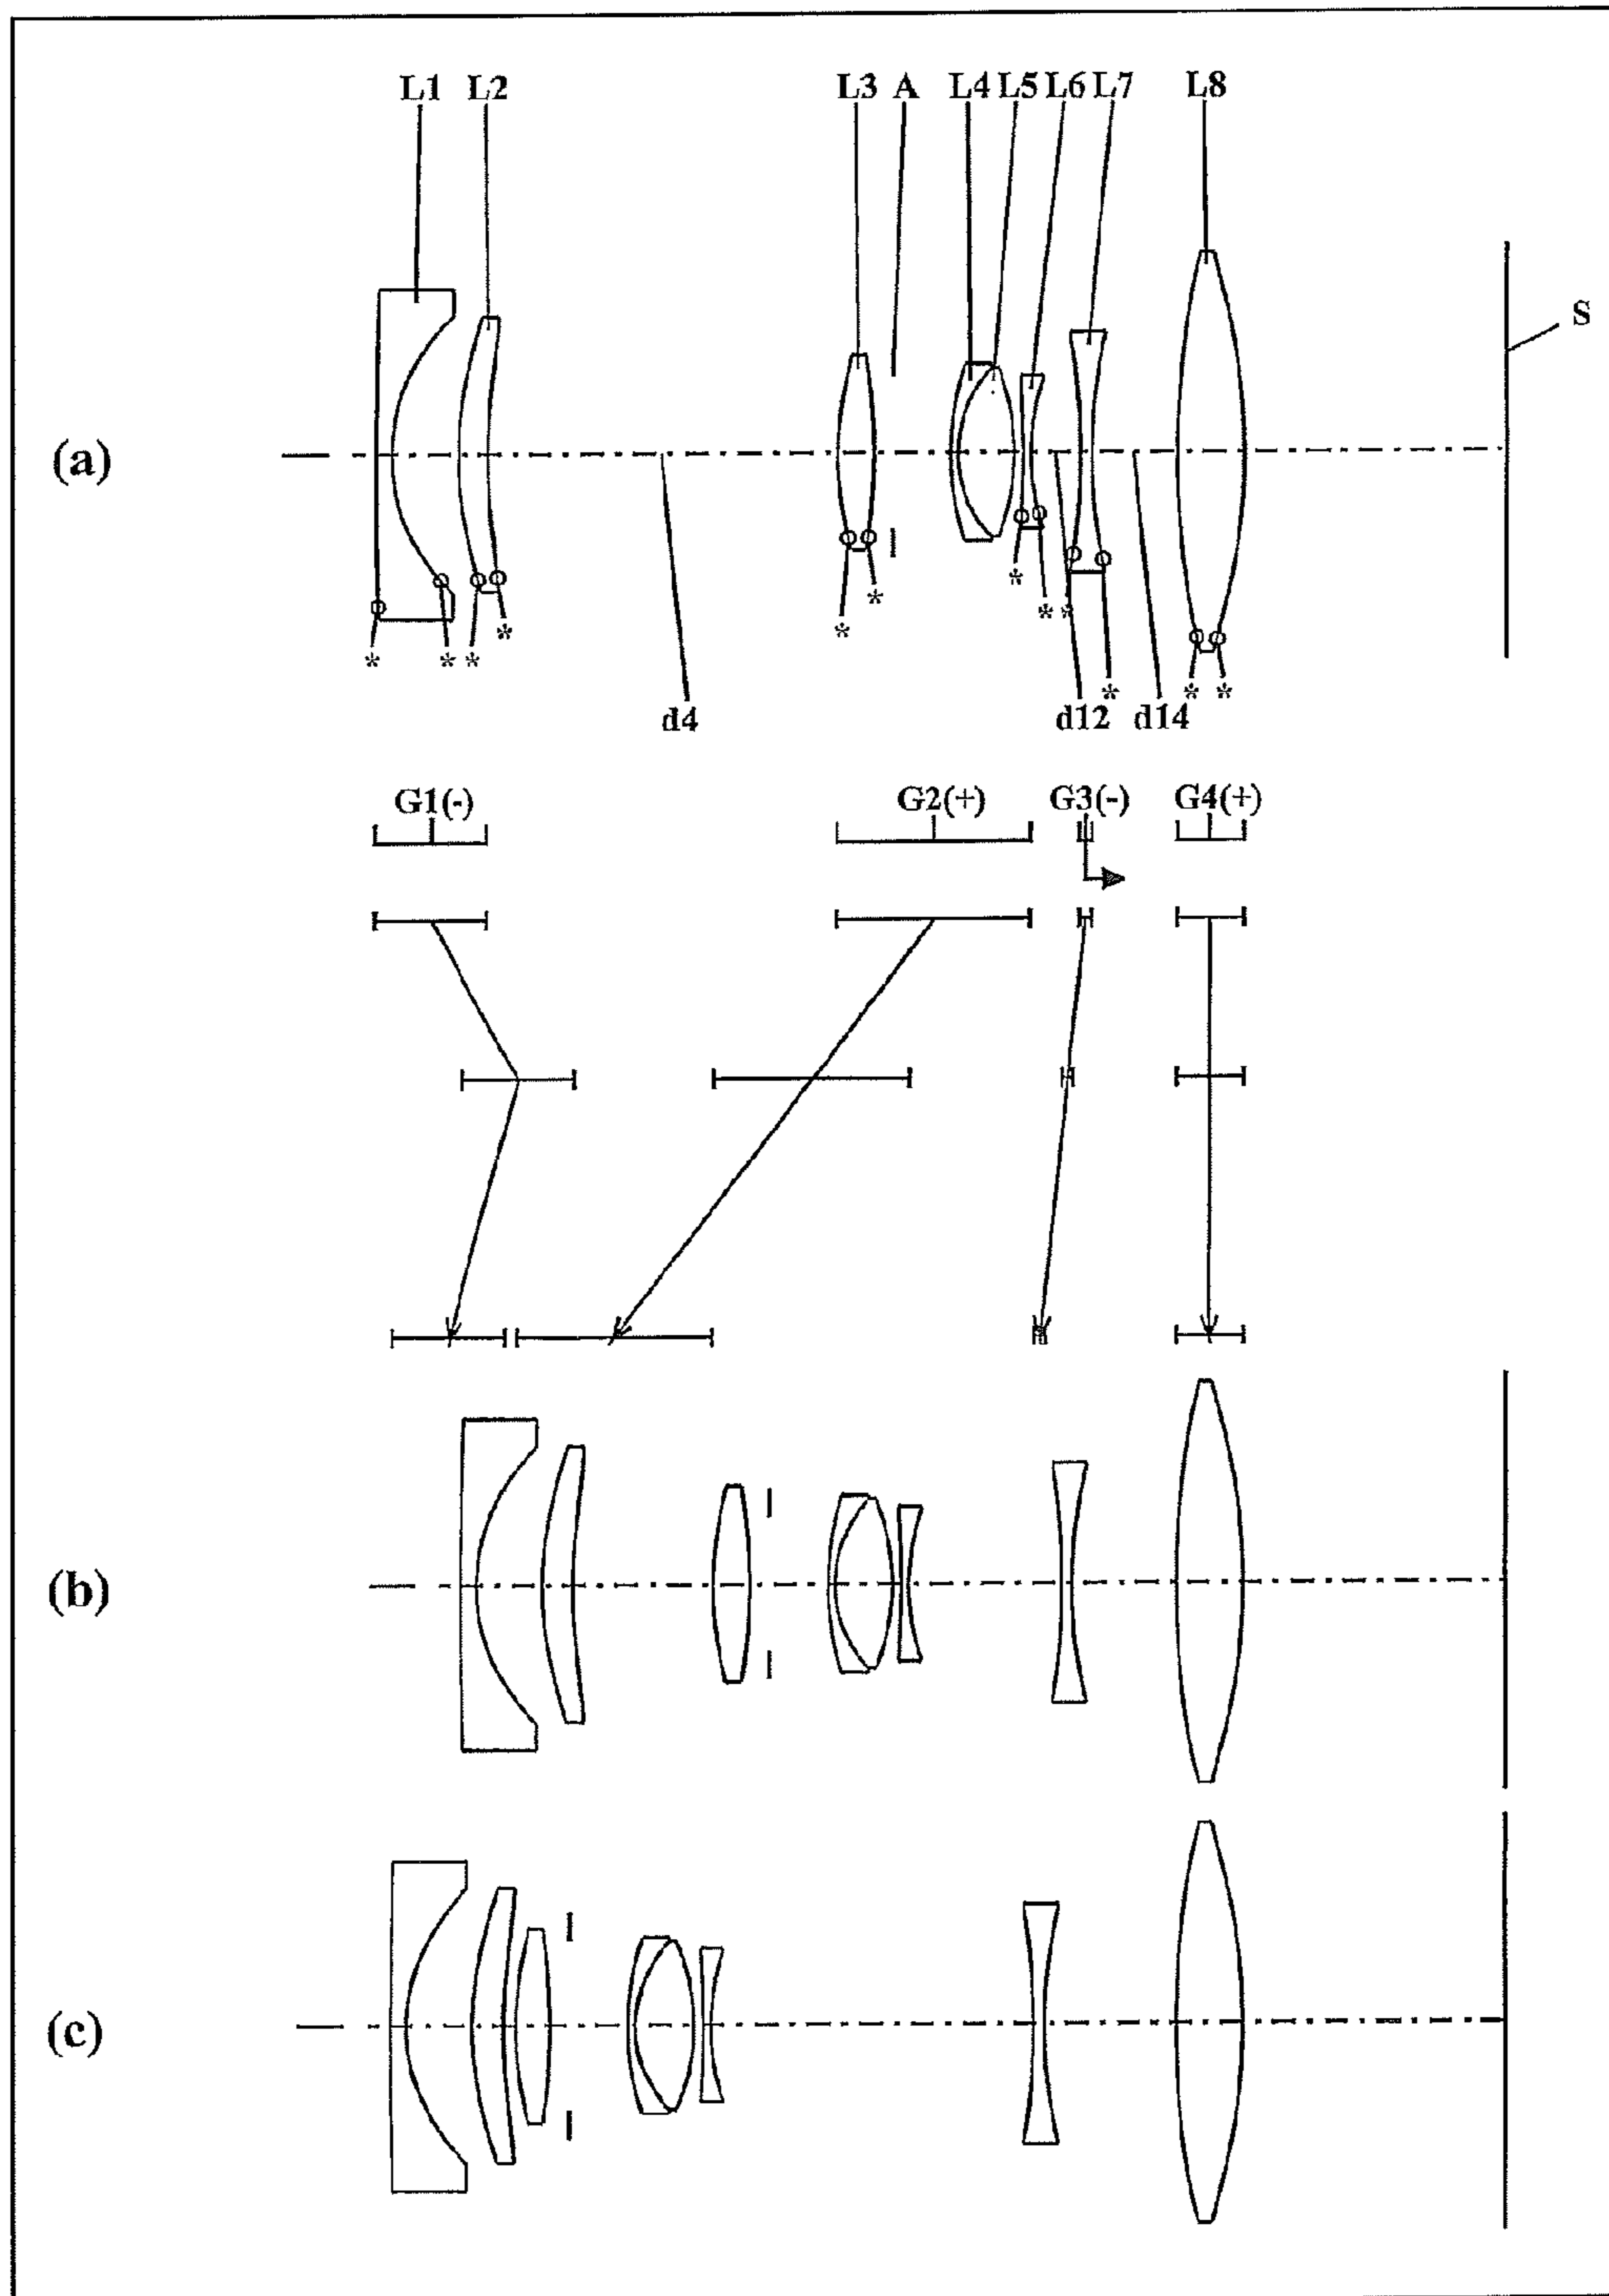 L1 L2 L3 A L4 L5 L6 L7 L8
S
(a)
* * * * * * * * * * * * * *
d4 d12 d14
G1(-) G2(+) G3(-) G4(+)
(b)
(c)